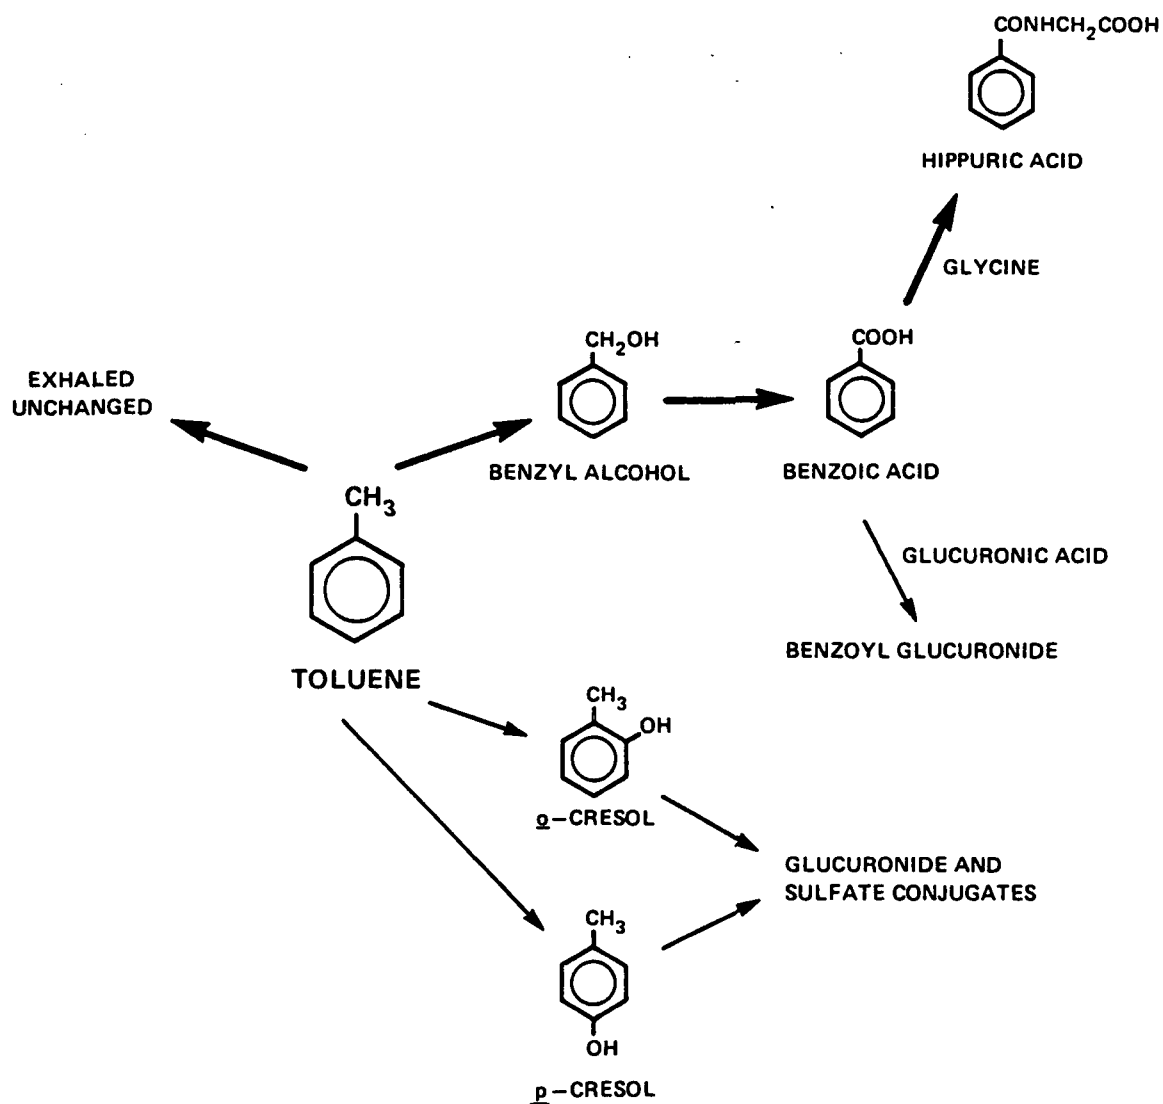 CONHCH2COOH
HIPPURIC ACID
GLYCINE
CH2OH
COOH
EXHALED
UNCHANGED
BENZYL ALCOHOL
BENZOIC ACID
CH3
GLUCURONIC ACID
BENZOYL GLUCURONIDE
TOLUENE
CH3
OH
o-CRESOL
GLUCURONIDE AND
SULFATE CONJUGATES
CH3
OH
p-CRESOL